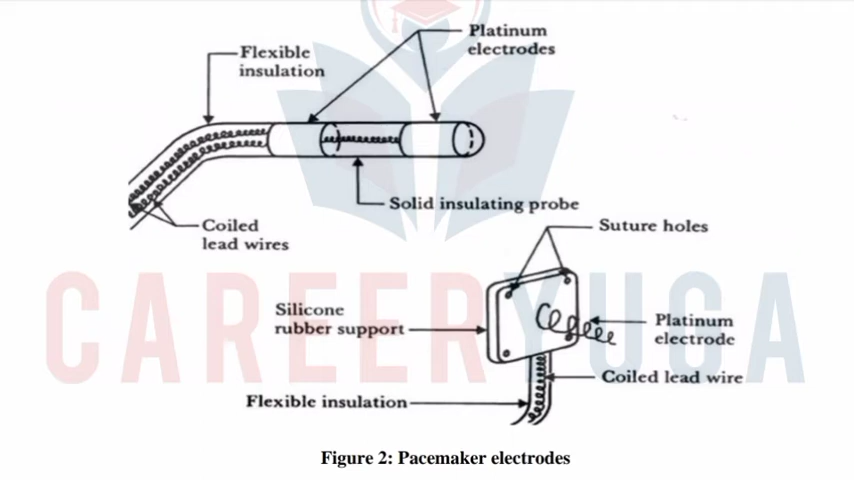 Platinum
electrodes
Flexible
insulation
Solid insulating probe
Coiled
lead wires
Suture holes
Silicone
rubber support
Platinum
electrode
Coiled lead wire
Flexible insulation
CAREERYUGA
Figure 2: Pacemaker electrodes